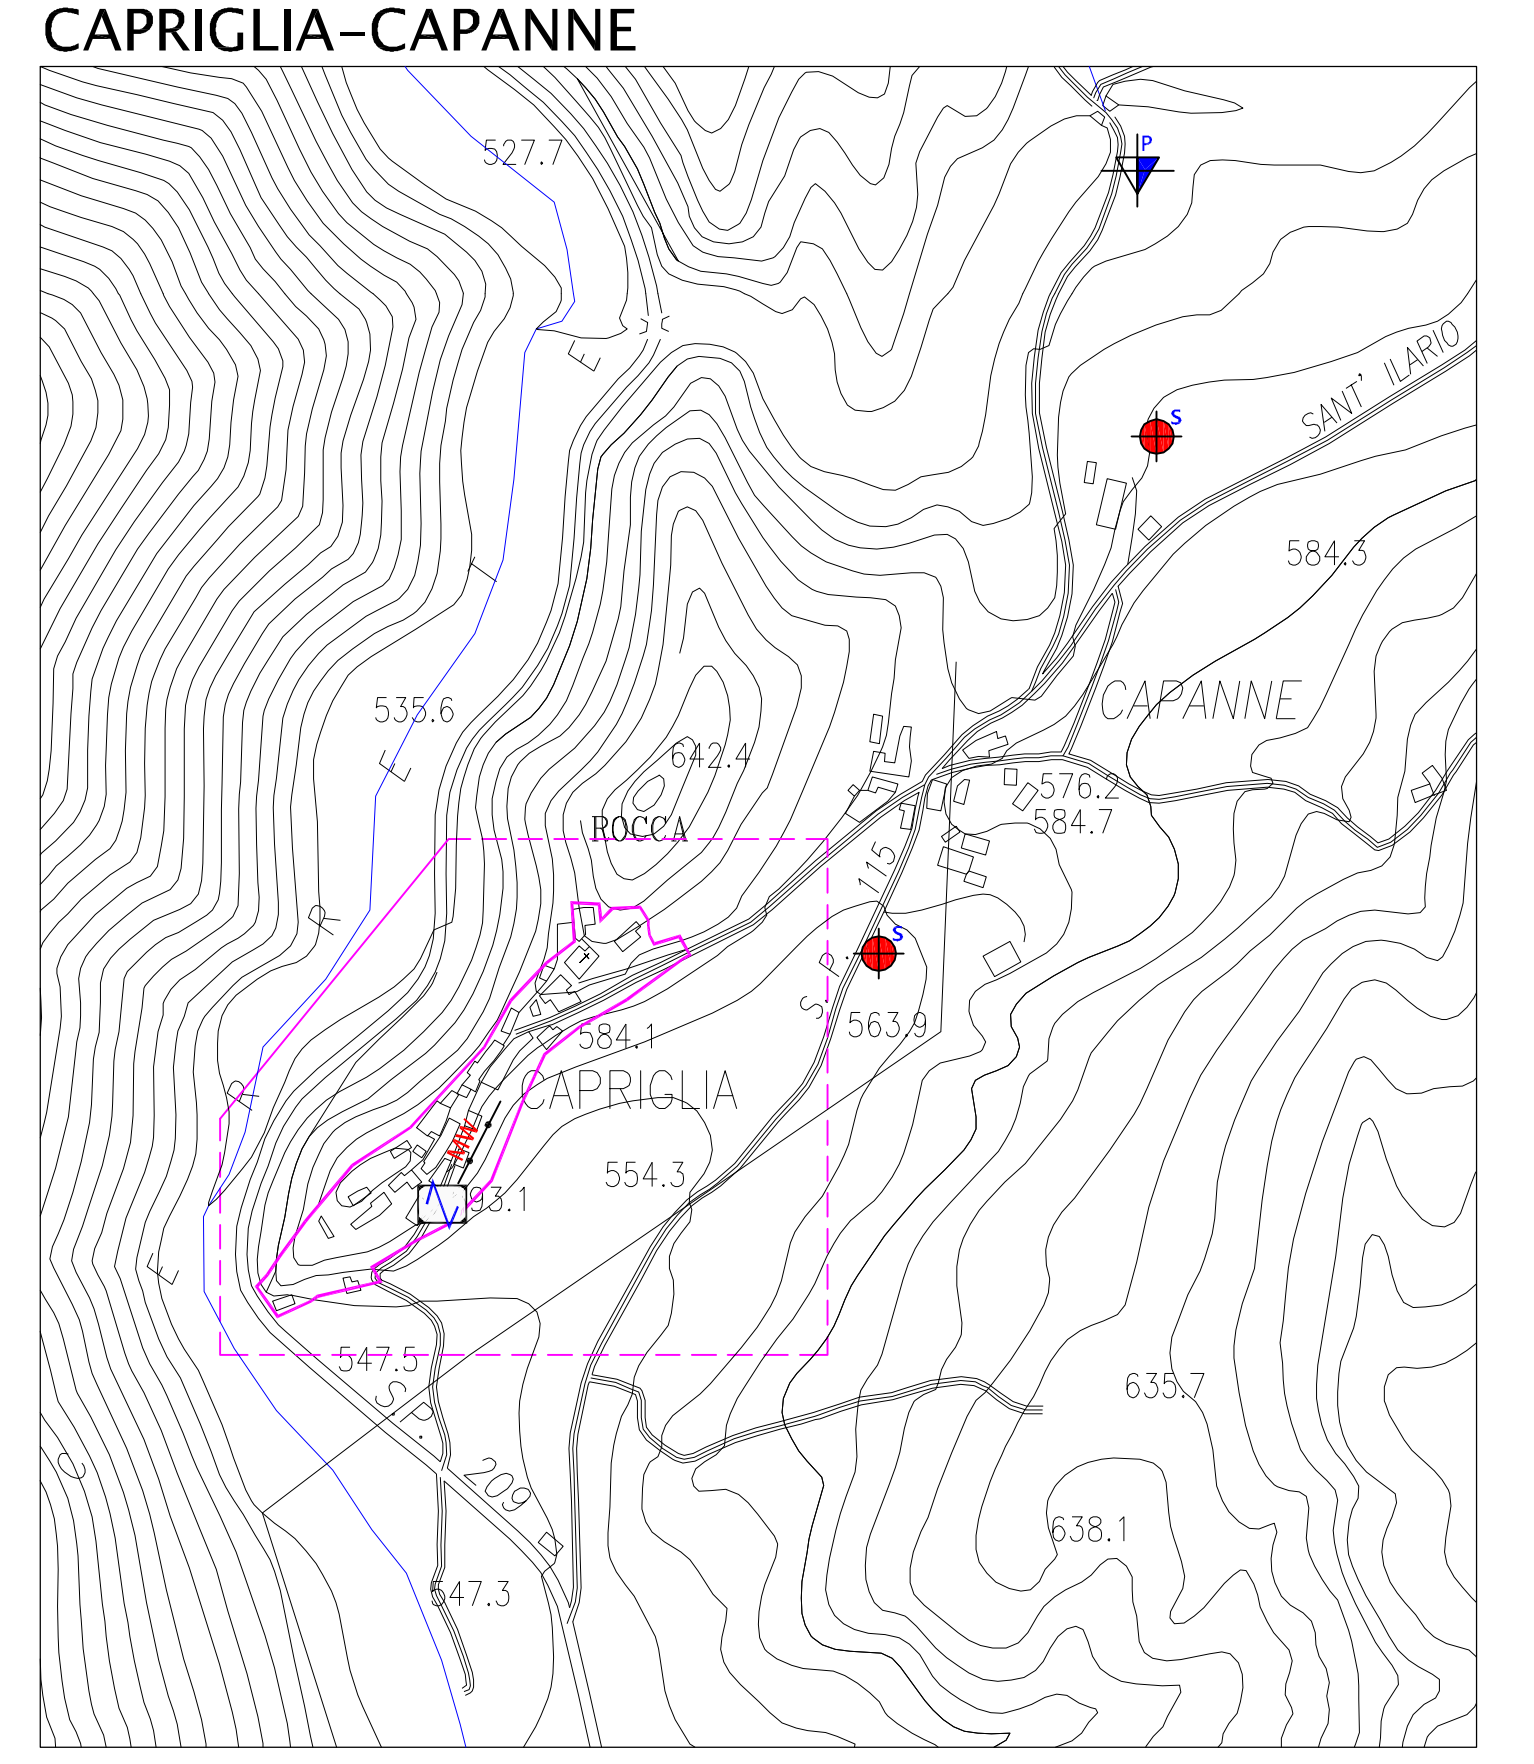 CAPRIGLIA-CAPANNE
527.7
P
E
SANT' ILARIO
S
584.3
T
535.6
CAPANNE
E
642.4
576.2
584.7
ROCCA
115
R
S
S. P.
563.9
584.1
CAPRIGLIA
R
MW
554.3
93.1
E
547.5
S. P.
635.7
209
638.1
547.3